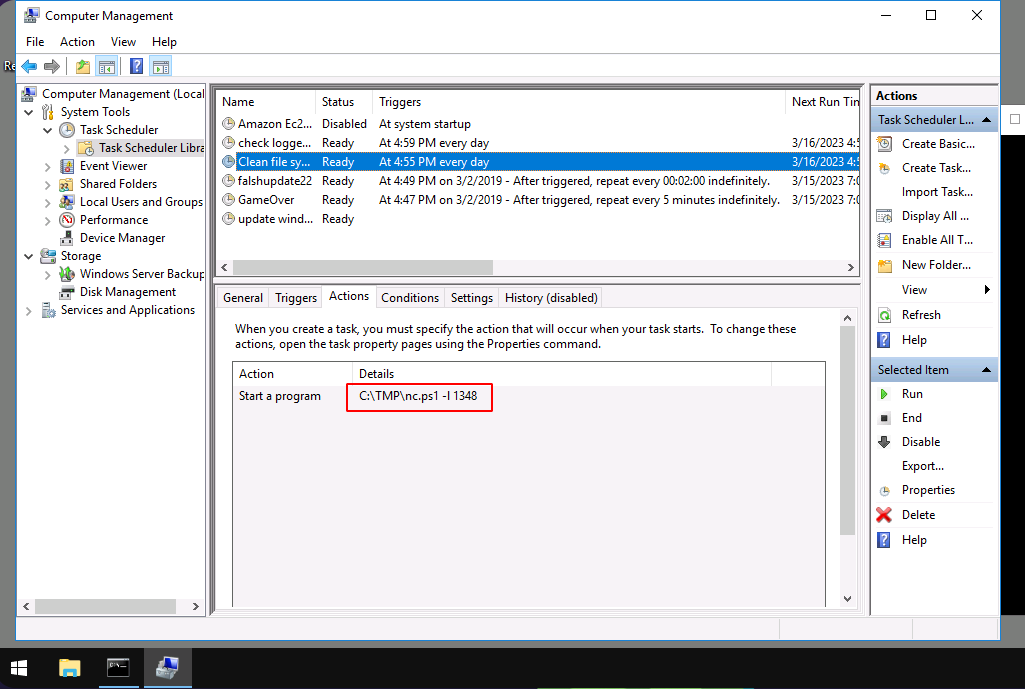 Computer Management
File Action View Help
Re
Computer Management (Local
System Tools
Task Scheduler
Task Scheduler Libra
Event Viewer
Shared Folders
Local Users and Groups
Performance
Device Manager
Storage
Windows Server Backup
Disk Management
Services and Applications
Name Status Triggers Next Run Tim
Amazon Ec2... Disabled At system startup
check logge... Ready At 4:59 PM every day 3/16/2023 4:5
Clean file sy... Ready At 4:55 PM every day 3/16/2023 4:5
falshupdate22 Ready At 4:49 PM on 3/2/2019 - After triggered, repeat every 00:02:00 indefinitely. 3/15/2023 7:0
GameOver Ready At 4:47 PM on 3/2/2019 - After triggered, repeat every 5 minutes indefinitely. 3/15/2023 7:0
update wind... Ready
General Triggers Actions Conditions Settings History (disabled)
When you create a task, you must specify the action that will occur when your task starts. To change these
actions, open the task property pages using the Properties command.
Action Details
Start a program C:\TMP\nc.ps1 -l 1348
Actions
Task Scheduler L...
Create Basic...
Create Task...
Import Task...
Display All ...
Enable All T...
New Folder...
View
Refresh
Help
Selected Item
Run
End
Disable
Export...
Properties
Delete
Help